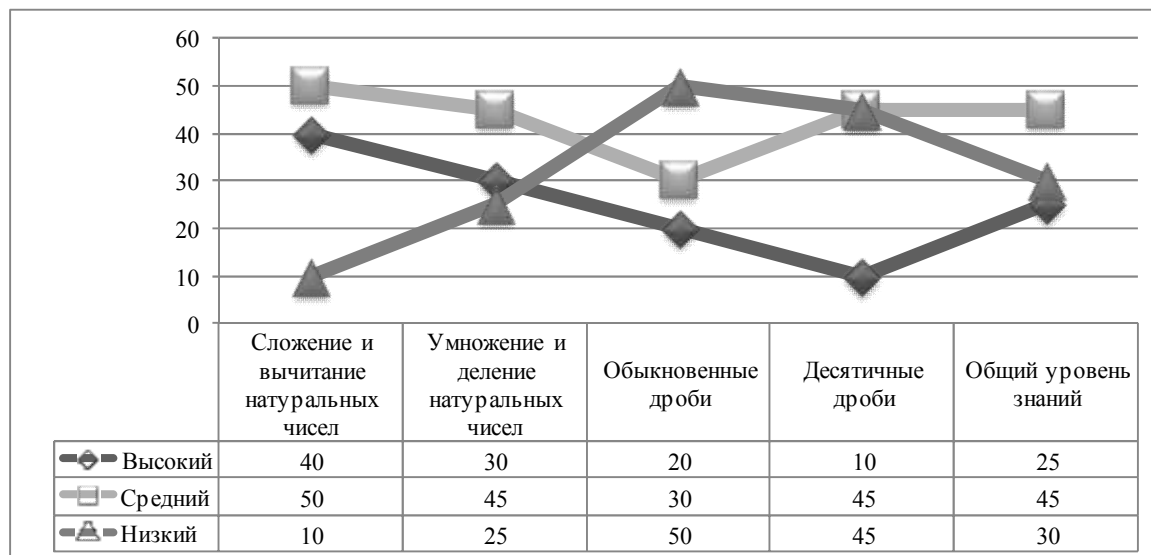 60
50
40
30
20
10
0
Сложение и
вычитание
натуральных
чисел
Умножение и
деление
натуральных
чисел
Обыкновенные
дроби
Десятичные
дроби
Общий уровень
знаний
Высокий 40 30 20 10 25
Средний 50 45 30 45 45
Низкий 10 25 50 45 30